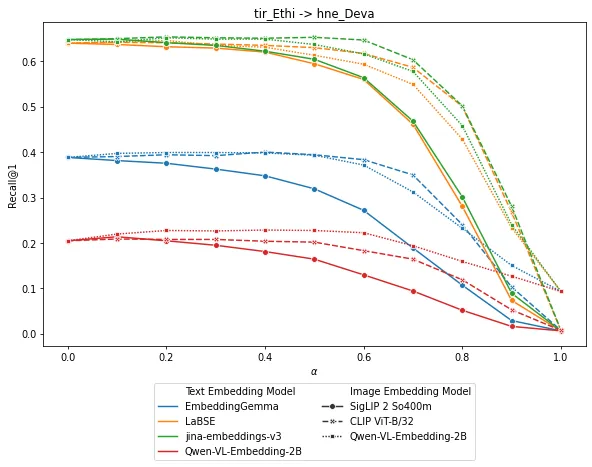 tir_Ethi -> hne_Deva
Recall@1
0.6
0.5
0.4
0.3
0.2
0.1
0.0
0.0 0.2 0.4 0.6 0.8 1.0
α
Text Embedding Model Image Embedding Model
EmbeddingGemma SigLIP 2 So400m
LaBSE CLIP ViT-B/32
jina-embeddings-v3 Qwen-VL-Embedding-2B
Qwen-VL-Embedding-2B